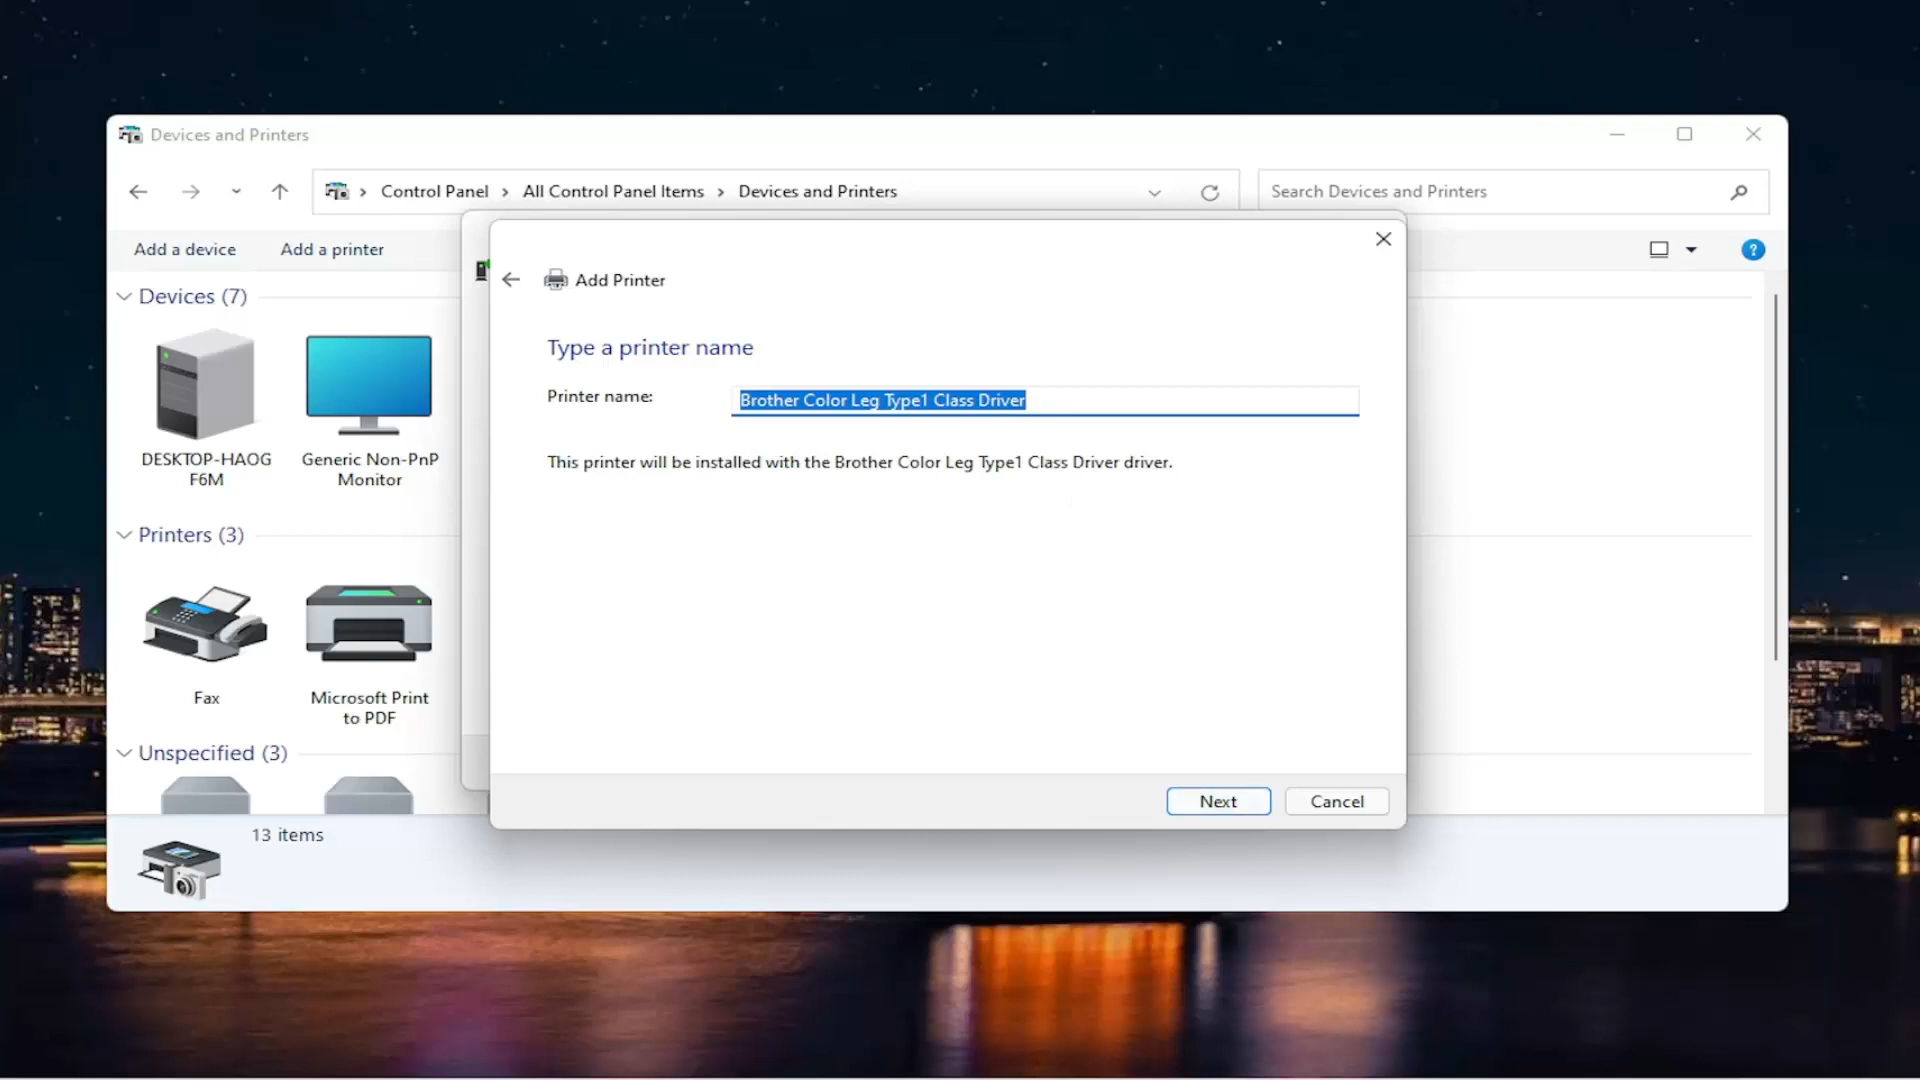 Devices and Printers
Control Panel
All Control Panel Items
Devices and Printers
Search Devices and Printers
Add a device
Add a printer
?
Devices (7)
DESKTOP-HAOG
F6M
Generic Non-PnP
Monitor
Printers (3)
Fax
Microsoft Print
to PDF
Unspecified (3)
13 items
Add Printer
Type a printer name
Printer name:
Brother Color Leg Type1 Class Driver
This printer will be installed with the Brother Color Leg Type1 Class Driver driver.
Next
Cancel